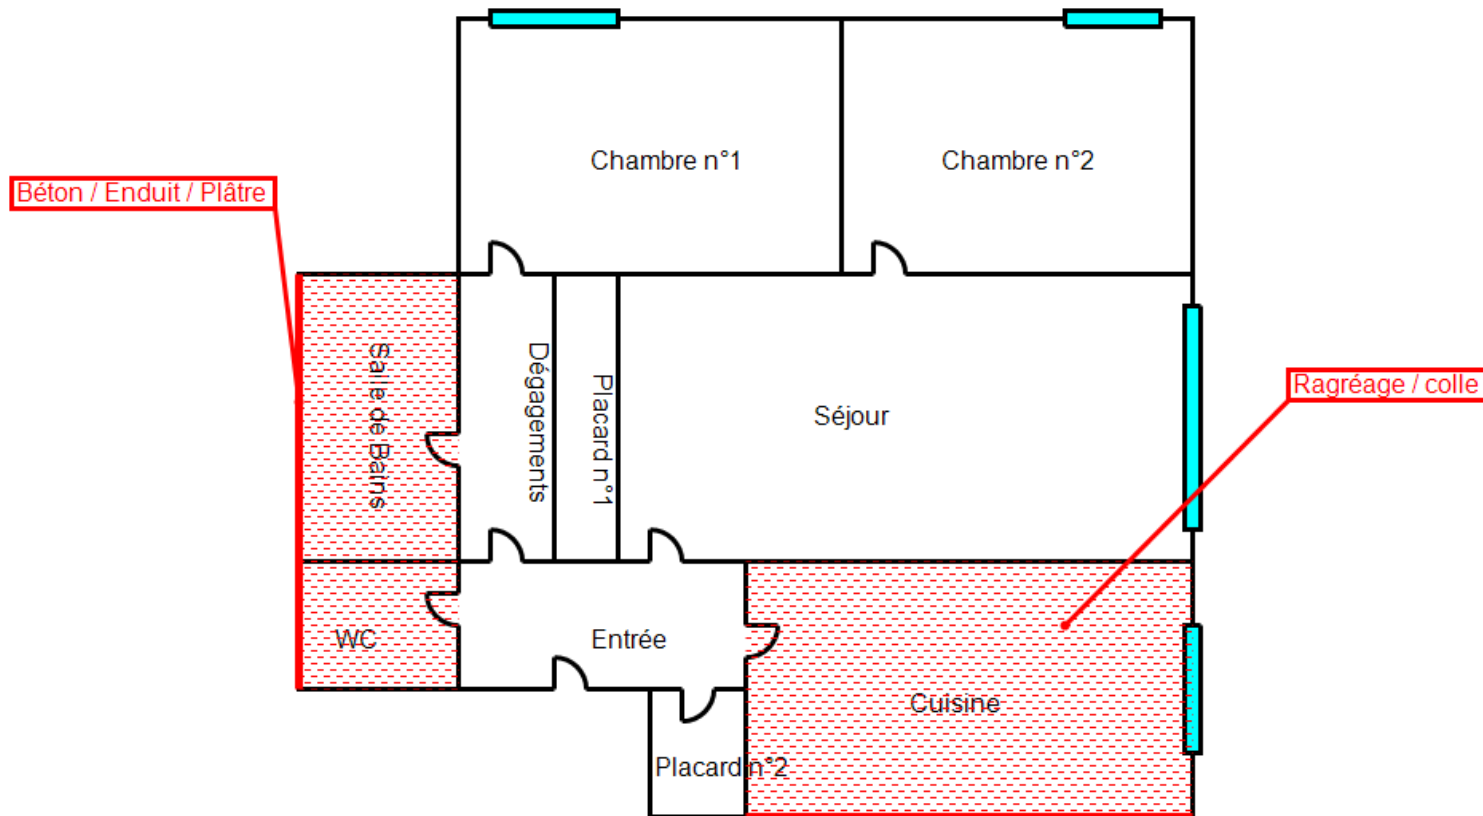 Chambre n°1
Chambre n°2
Béton / Enduit / Plâtre
Salle de Bains
Dégagements
Placard n°1
Séjour
Ragréage / colle
WC
Entrée
Cuisine
Placard n°2